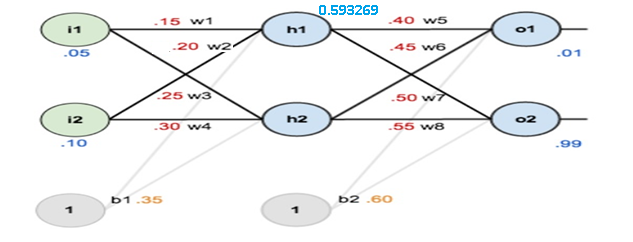 0.593269
i1 .15 w1 h1 .40 w5 o1
.05 .20 w2 .45 w6 .01
.25 w3 .50 w7
i2 .30 w4 h2 .55 w8 o2
.10 .99
1 b1 .35 1 b2 .60